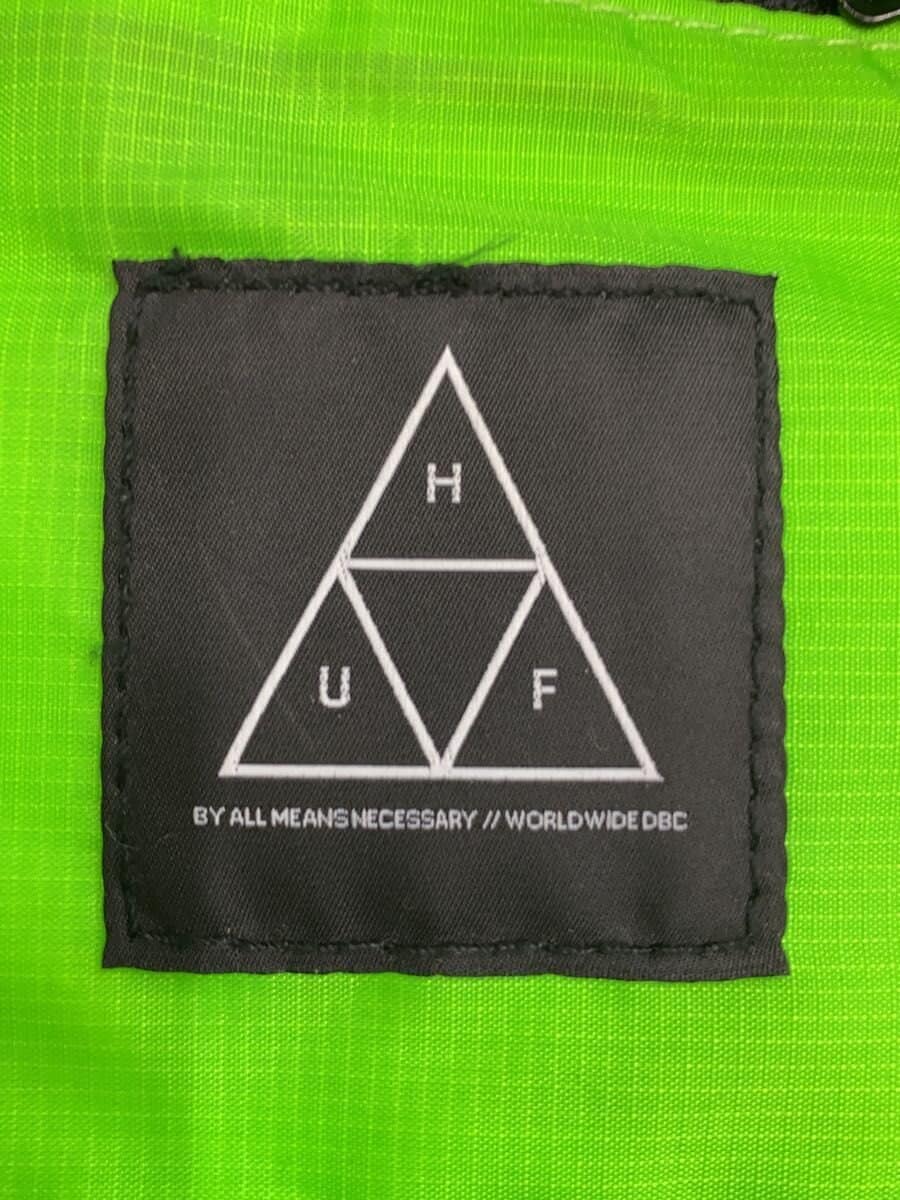 H
U F
BY ALL MEANS NECESSARY // WORLDWIDE DBC